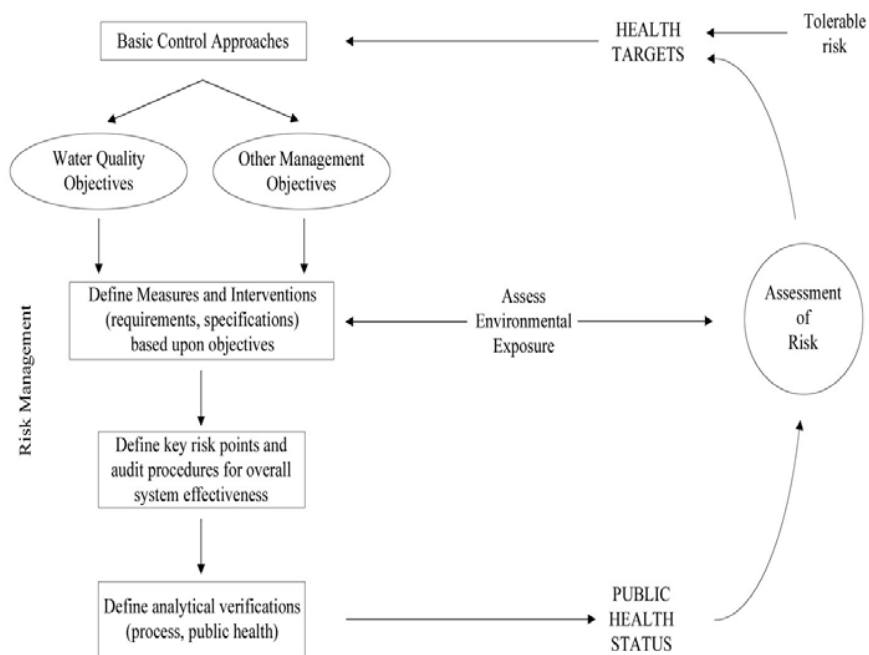 Basic Control Approaches
HEALTH
TARGETS
Tolerable
risk
Water Quality
Objectives
Other Management
Objectives
Risk Management
Define Measures and Interventions
(requirements, specifications)
based upon objectives
Assess
Environmental
Exposure
Assessment
of
Risk
Define key risk points and
audit procedures for overall
system effectiveness
Define analytical verifications
(process, public health)
PUBLIC
HEALTH
STATUS